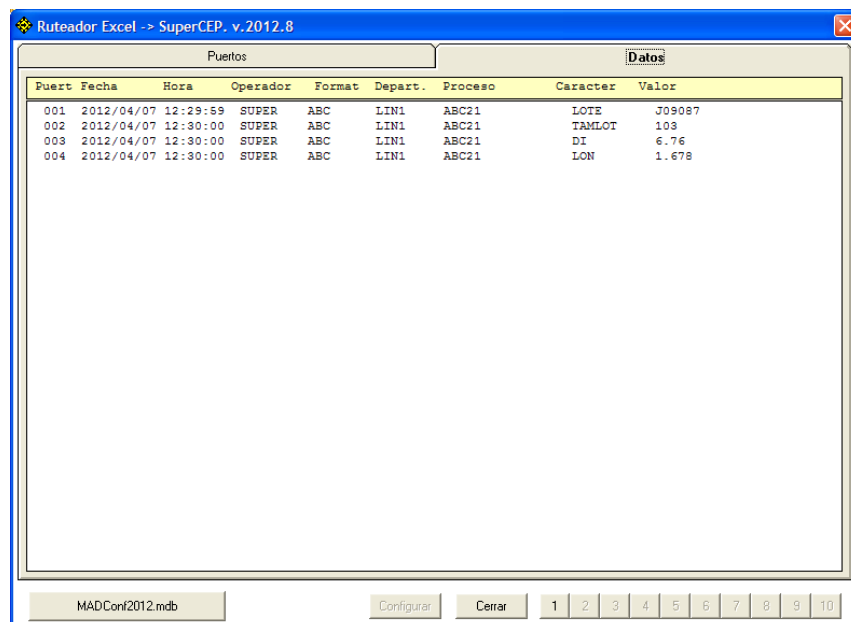 Ruteador Excel -> SuperCEP. v.2012.8
Puertos Datos
Puert Fecha Hora Operador Format Depart. Proceso Caracter Valor
001 2012/04/07 12:29:59 SUPER ABC LIN1 ABC21 LOTE J09087
002 2012/04/07 12:30:00 SUPER ABC LIN1 ABC21 TAMLOT 103
003 2012/04/07 12:30:00 SUPER ABC LIN1 ABC21 DI 6.76
004 2012/04/07 12:30:00 SUPER ABC LIN1 ABC21 LON 1.678
MADConf2012.mdb Configurar Cerrar 1 2 3 4 5 6 7 8 9 10